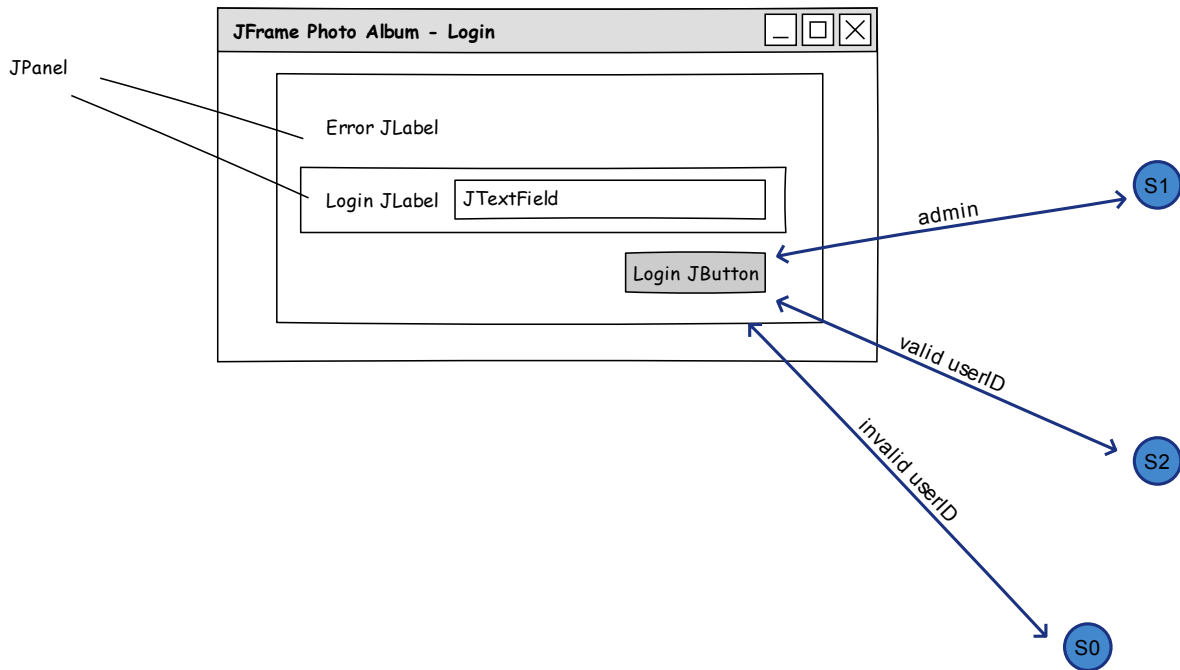 JFrame Photo Album - Login
JPanel
Error JLabel
Login JLabel
JTextField
S1
admin
Login JButton
valid userID
invalid userID
S2
S0